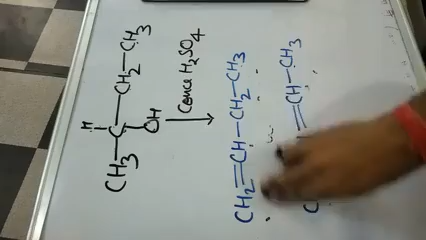 H
CH3-C-CH2-CH3
OH
Conc H2SO4
CH2=CH-CH2-CH3
=CH-CH3